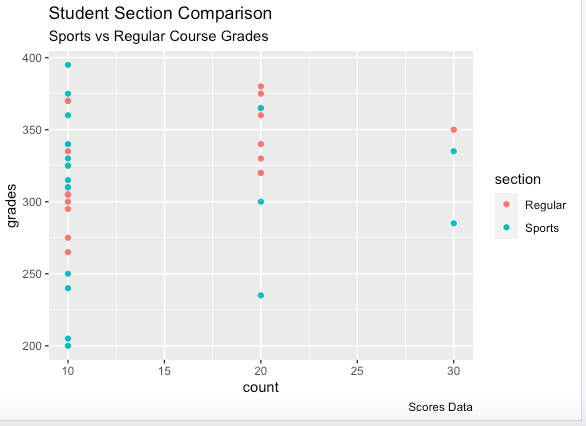 Student Section Comparison
Sports vs Regular Course Grades
400
350
300
250
200
grades
10 15 20 25 30
count
section
Regular
Sports
Scores Data